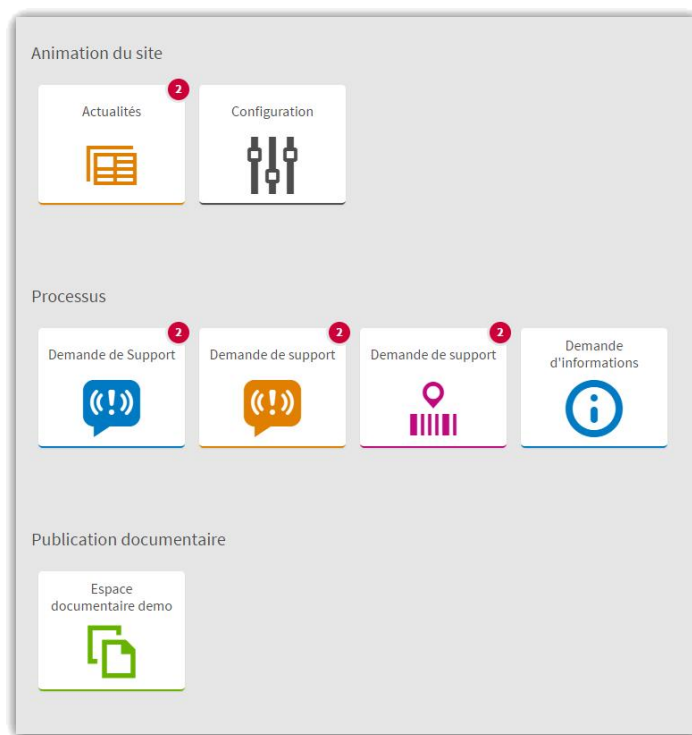 Animation du site
2
Actualités
Configuration
Processus
2
2
2
Demande de Support
Demande de support
Demande de support
Demande
d'informations
Publication documentaire
Espace
documentaire demo